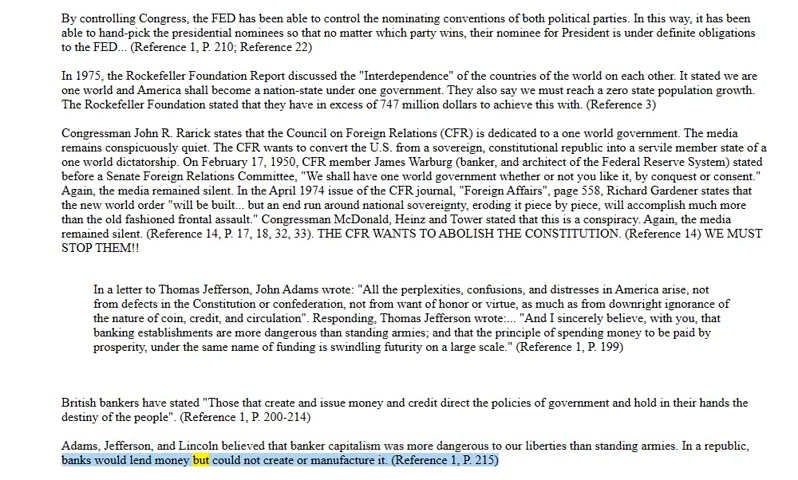 By controlling Congress, the FED has been able to control the nominating conventions of both political parties. In this way, it has been
able to hand-pick the presidential nominees so that no matter which party wins, their nominee for President is under definite obligations
to the FED... (Reference 1, P. 210; Reference 22)
In 1975, the Rockefeller Foundation Report discussed the "Interdependence" of the countries of the world on each other. It stated we are
one world and America shall become a nation-state under one government. They also say we must reach a zero state population growth.
The Rockefeller Foundation stated that they have in excess of 747 million dollars to achieve this with. (Reference 3)
Congressman John R. Rarick states that the Council on Foreign Relations (CFR) is dedicated to a one world government. The media
remains conspicuously quiet. The CFR wants to convert the U.S. from a sovereign, constitutional republic into a servile member state of a
one world dictatorship. On February 17, 1950, CFR member James Warburg (banker, and architect of the Federal Reserve System) stated
before a Senate Foreign Relations Committee, "We shall have one world government whether or not you like it, by conquest or consent."
Again, the media remained silent. In the April 1974 issue of the CFR journal, "Foreign Affairs", page 558, Richard Gardener states that
the new world order "will be built... but an end run around national sovereignty, eroding it piece by piece, will accomplish much more
than the old fashioned frontal assault." Congressman McDonald, Heinz and Tower stated that this is a conspiracy. Again, the media
remained silent. (Reference 14, P. 17, 18, 32, 33). THE CFR WANTS TO ABOLISH THE CONSTITUTION. (Reference 14) WE MUST
STOP THEM!!
In a letter to Thomas Jefferson, John Adams wrote: "All the perplexities, confusions, and distresses in America arise, not
from defects in the Constitution or confederation, not from want of honor or virtue, as much as from downright ignorance of
the nature of coin, credit, and circulation". Responding, Thomas Jefferson wrote:... "And I sincerely believe, with you, that
banking establishments are more dangerous than standing armies; and that the principle of spending money to be paid by
prosperity, under the same name of funding is swindling futurity on a large scale." (Reference 1, P. 199)
British bankers have stated "Those that create and issue money and credit direct the policies of government and hold in their hands the
destiny of the people". (Reference 1, P. 200-214)
Adams, Jefferson, and Lincoln believed that banker capitalism was more dangerous to our liberties than standing armies. In a republic,
banks would lend money but could not create or manufacture it. (Reference 1, P. 215)